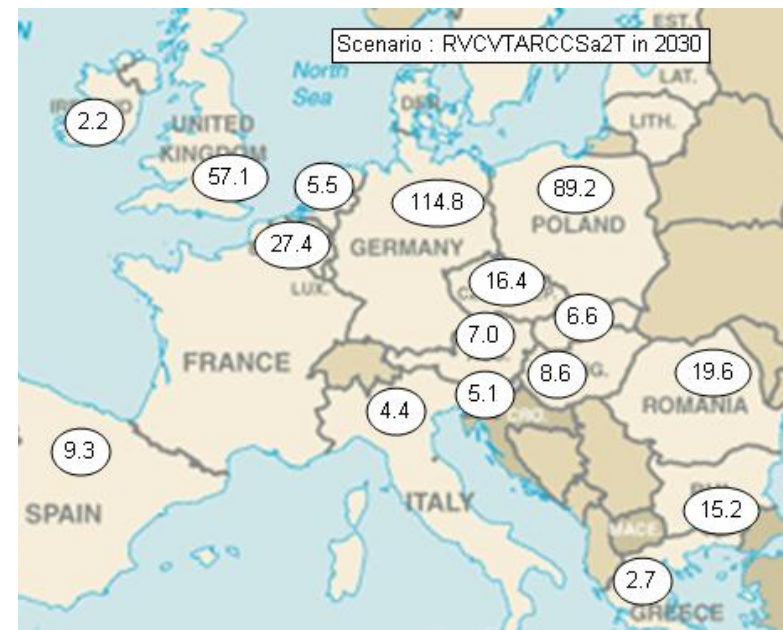 Scenario : RVCVTARCCSa2T in 2030
EST.
North
Sea
LAT.
DEN.
LITH.
2.2
UNITED
KINGDOM
57.1
5.5
114.8
89.2
POLAND
27.4
GERMANY
LUX.
16.4
6.6
7.0
FRANCE
8.6
5.1
4.4
19.6
ROMANIA
CRO.
9.3
SPAIN
ITALY
15.2
MACE.
2.7
GREECE